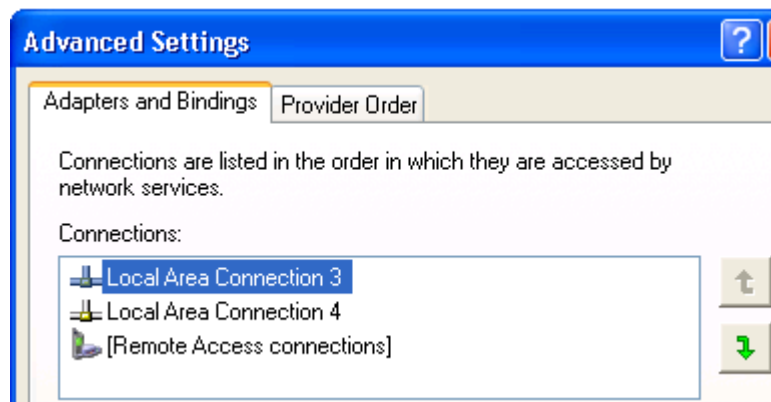 Advanced Settings
?
Adapters and Bindings Provider Order
Connections are listed in the order in which they are accessed by
network services.
Connections:
Local Area Connection 3
Local Area Connection 4
[Remote Access connections]